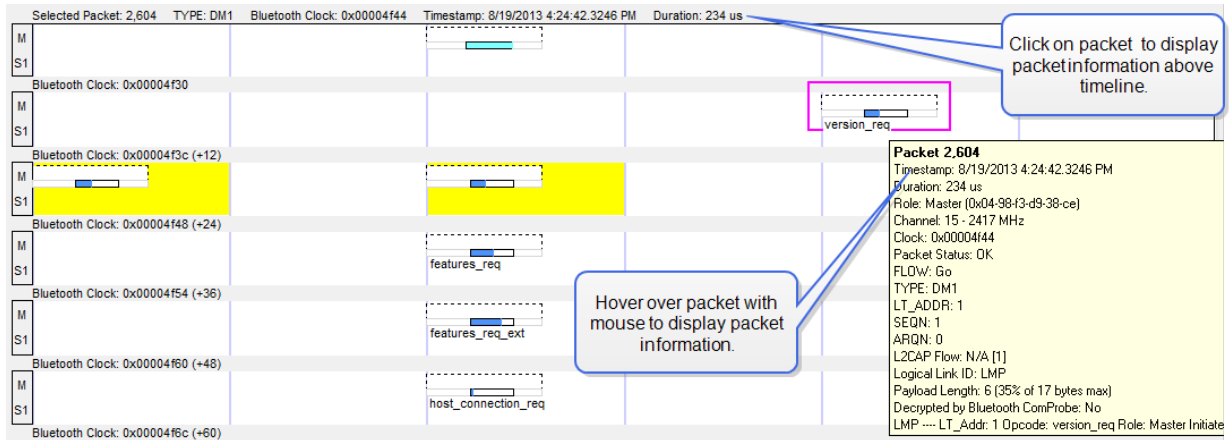 Selected Packet: 2,604 TYPE: DM1 Bluetooth Clock: 0x00004f44 Timestamp: 8/19/2013 4:24:42.3246 PM Duration: 234 us
M
S1
Click on packet to display
packet information above
timeline.
Bluetooth Clock: 0x00004f30
M
S1
version_req
Bluetooth Clock: 0x00004f3c (+12)
M
S1
Bluetooth Clock: 0x00004f48 (+24)
M
S1
features_req
Bluetooth Clock: 0x00004f54 (+36)
M
S1
features_req_ext
Bluetooth Clock: 0x00004f60 (+48)
M
S1
host_connection_req
Bluetooth Clock: 0x00004f6c (+60)
Hover over packet with
mouse to display packet
information.
Packet 2,604
Timestamp: 8/19/2013 4:24:42.3246 PM
Duration: 234 us
Role: Master (0x04-98-f3-d9-38-ce)
Channel: 15 - 2417 MHz
Clock: 0x00004f44
Packet Status: OK
FLOW: Go
TYPE: DM1
LT_ADDR: 1
SEQN: 1
ARQN: 0
L2CAP Flow: N/A [1]
Logical Link ID: LMP
Payload Length: 6 (35% of 17 bytes max)
Decrypted by Bluetooth ComProbe: No
LMP ---- LT_Addr: 1 Opcode: version_req Role: Master Initiate